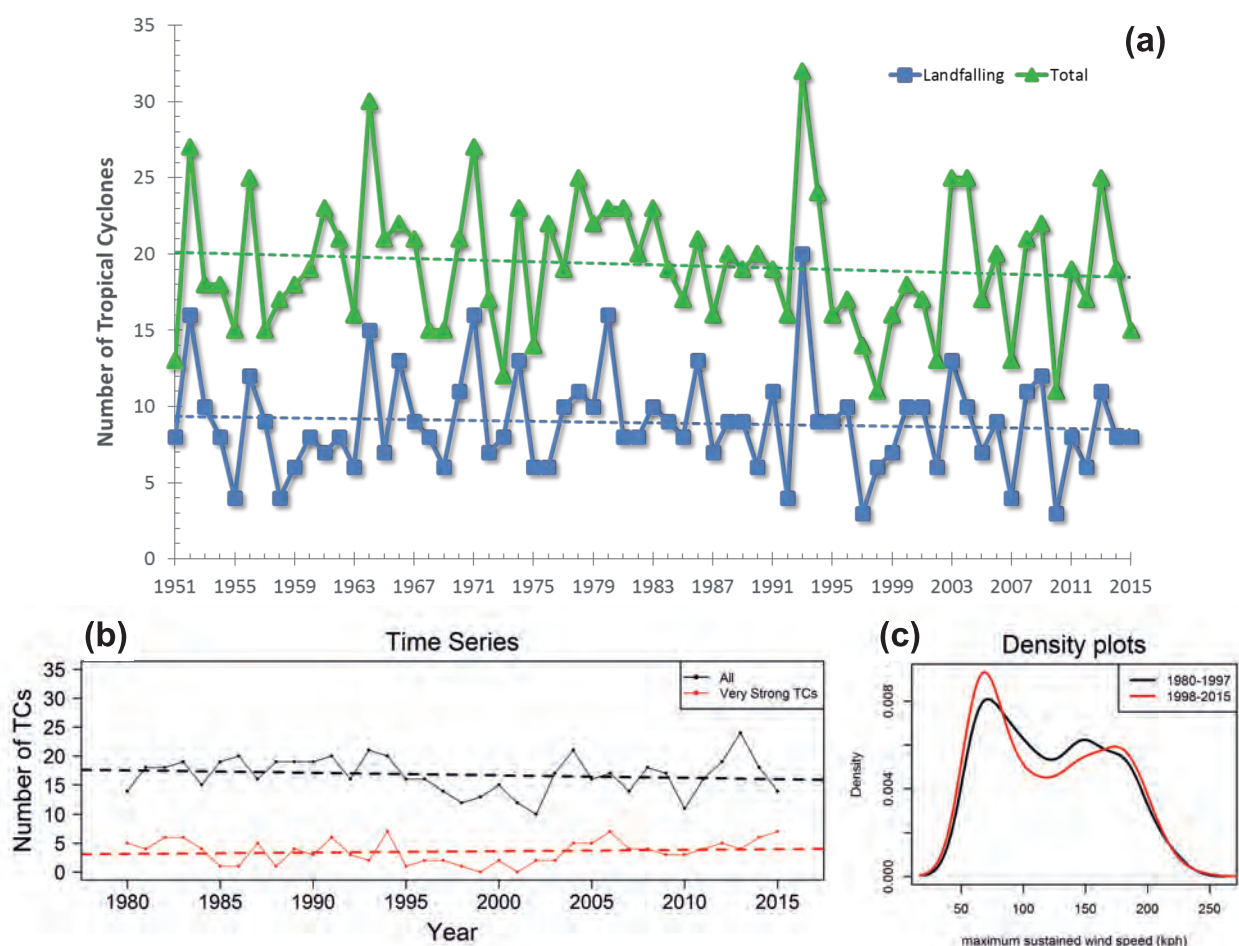 35
(a)
Landfalling Total
30
25
20
15
10
5
0
Number of Tropical Cyclones
1951 1955 1959 1963 1967 1971 1975 1979 1983 1987 1991 1995 1999 2003 2007 2011 2015
(b)
Time Series
All
Very Strong TCs
35
30
25
20
15
10
5
0
Number of TCs
1980 1985 1990 1995 2000 2005 2010 2015
Year
(c)
Density plots
1980-1997
1998-2015
0.008
0.004
0.000
Density
50 100 150 200 250
maximum sustained wind speed (kph)